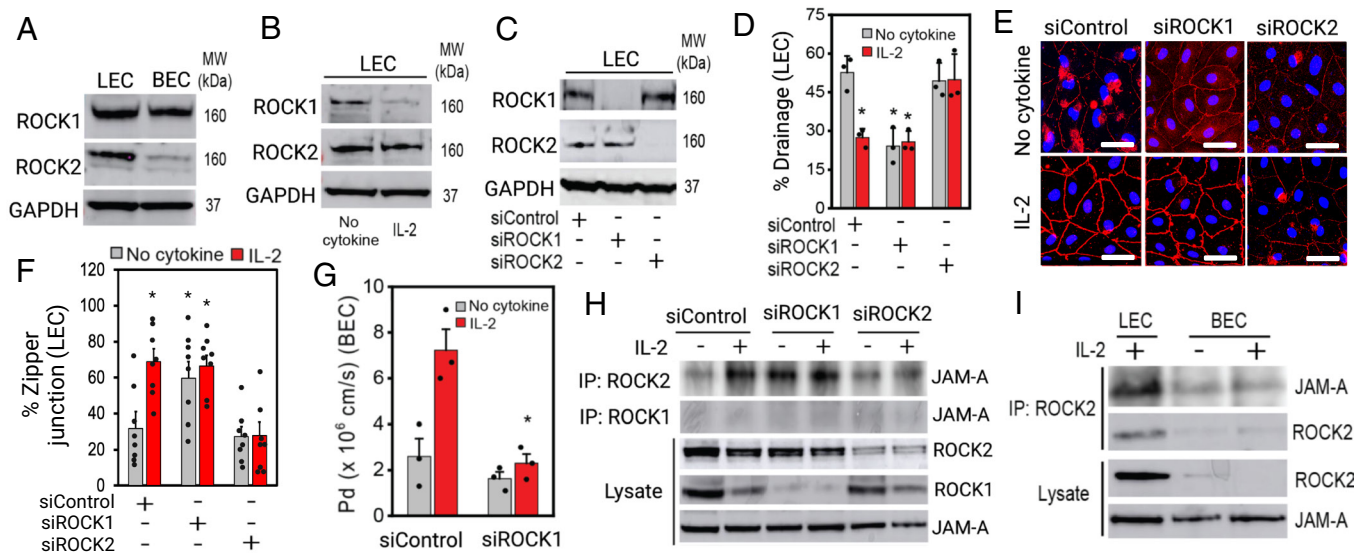 A
LEC BEC
MW
(kDa)
ROCK1
160
ROCK2
160
GAPDH
37
B
LEC
MW
(kDa)
ROCK1
160
ROCK2
160
GAPDH
37
No
cytokine
IL-2
C
LEC
MW
(kDa)
ROCK1
160
ROCK2
160
GAPDH
37
siControl + - -
siROCK1 - + -
siROCK2 - - +
D
% Drainage (LEC)
75
60
45
30
15
0
No cytokine
IL-2
* * *
siControl + - -
siROCK1 - + -
siROCK2 - - +
E
siControl siROCK1 siROCK2
No cytokine
IL-2
F
No cytokine IL-2
% Zipper
junction (LEC)
120
100
80
60
40
20
0
* * *
siControl + - -
siROCK1 - + -
siROCK2 - - +
G
Pd (x 10⁶ cm/s) (BEC)
10
8
6
4
2
0
No cytokine
IL-2
*
siControl siROCK1
H
siControl siROCK1 siROCK2
IL-2 - + - + - +
IP: ROCK2 JAM-A
IP: ROCK1 JAM-A
Lysate
ROCK2
ROCK1
JAM-A
I
LEC BEC
IL-2 + - +
IP: ROCK2
JAM-A
ROCK2
Lysate
ROCK2
JAM-A